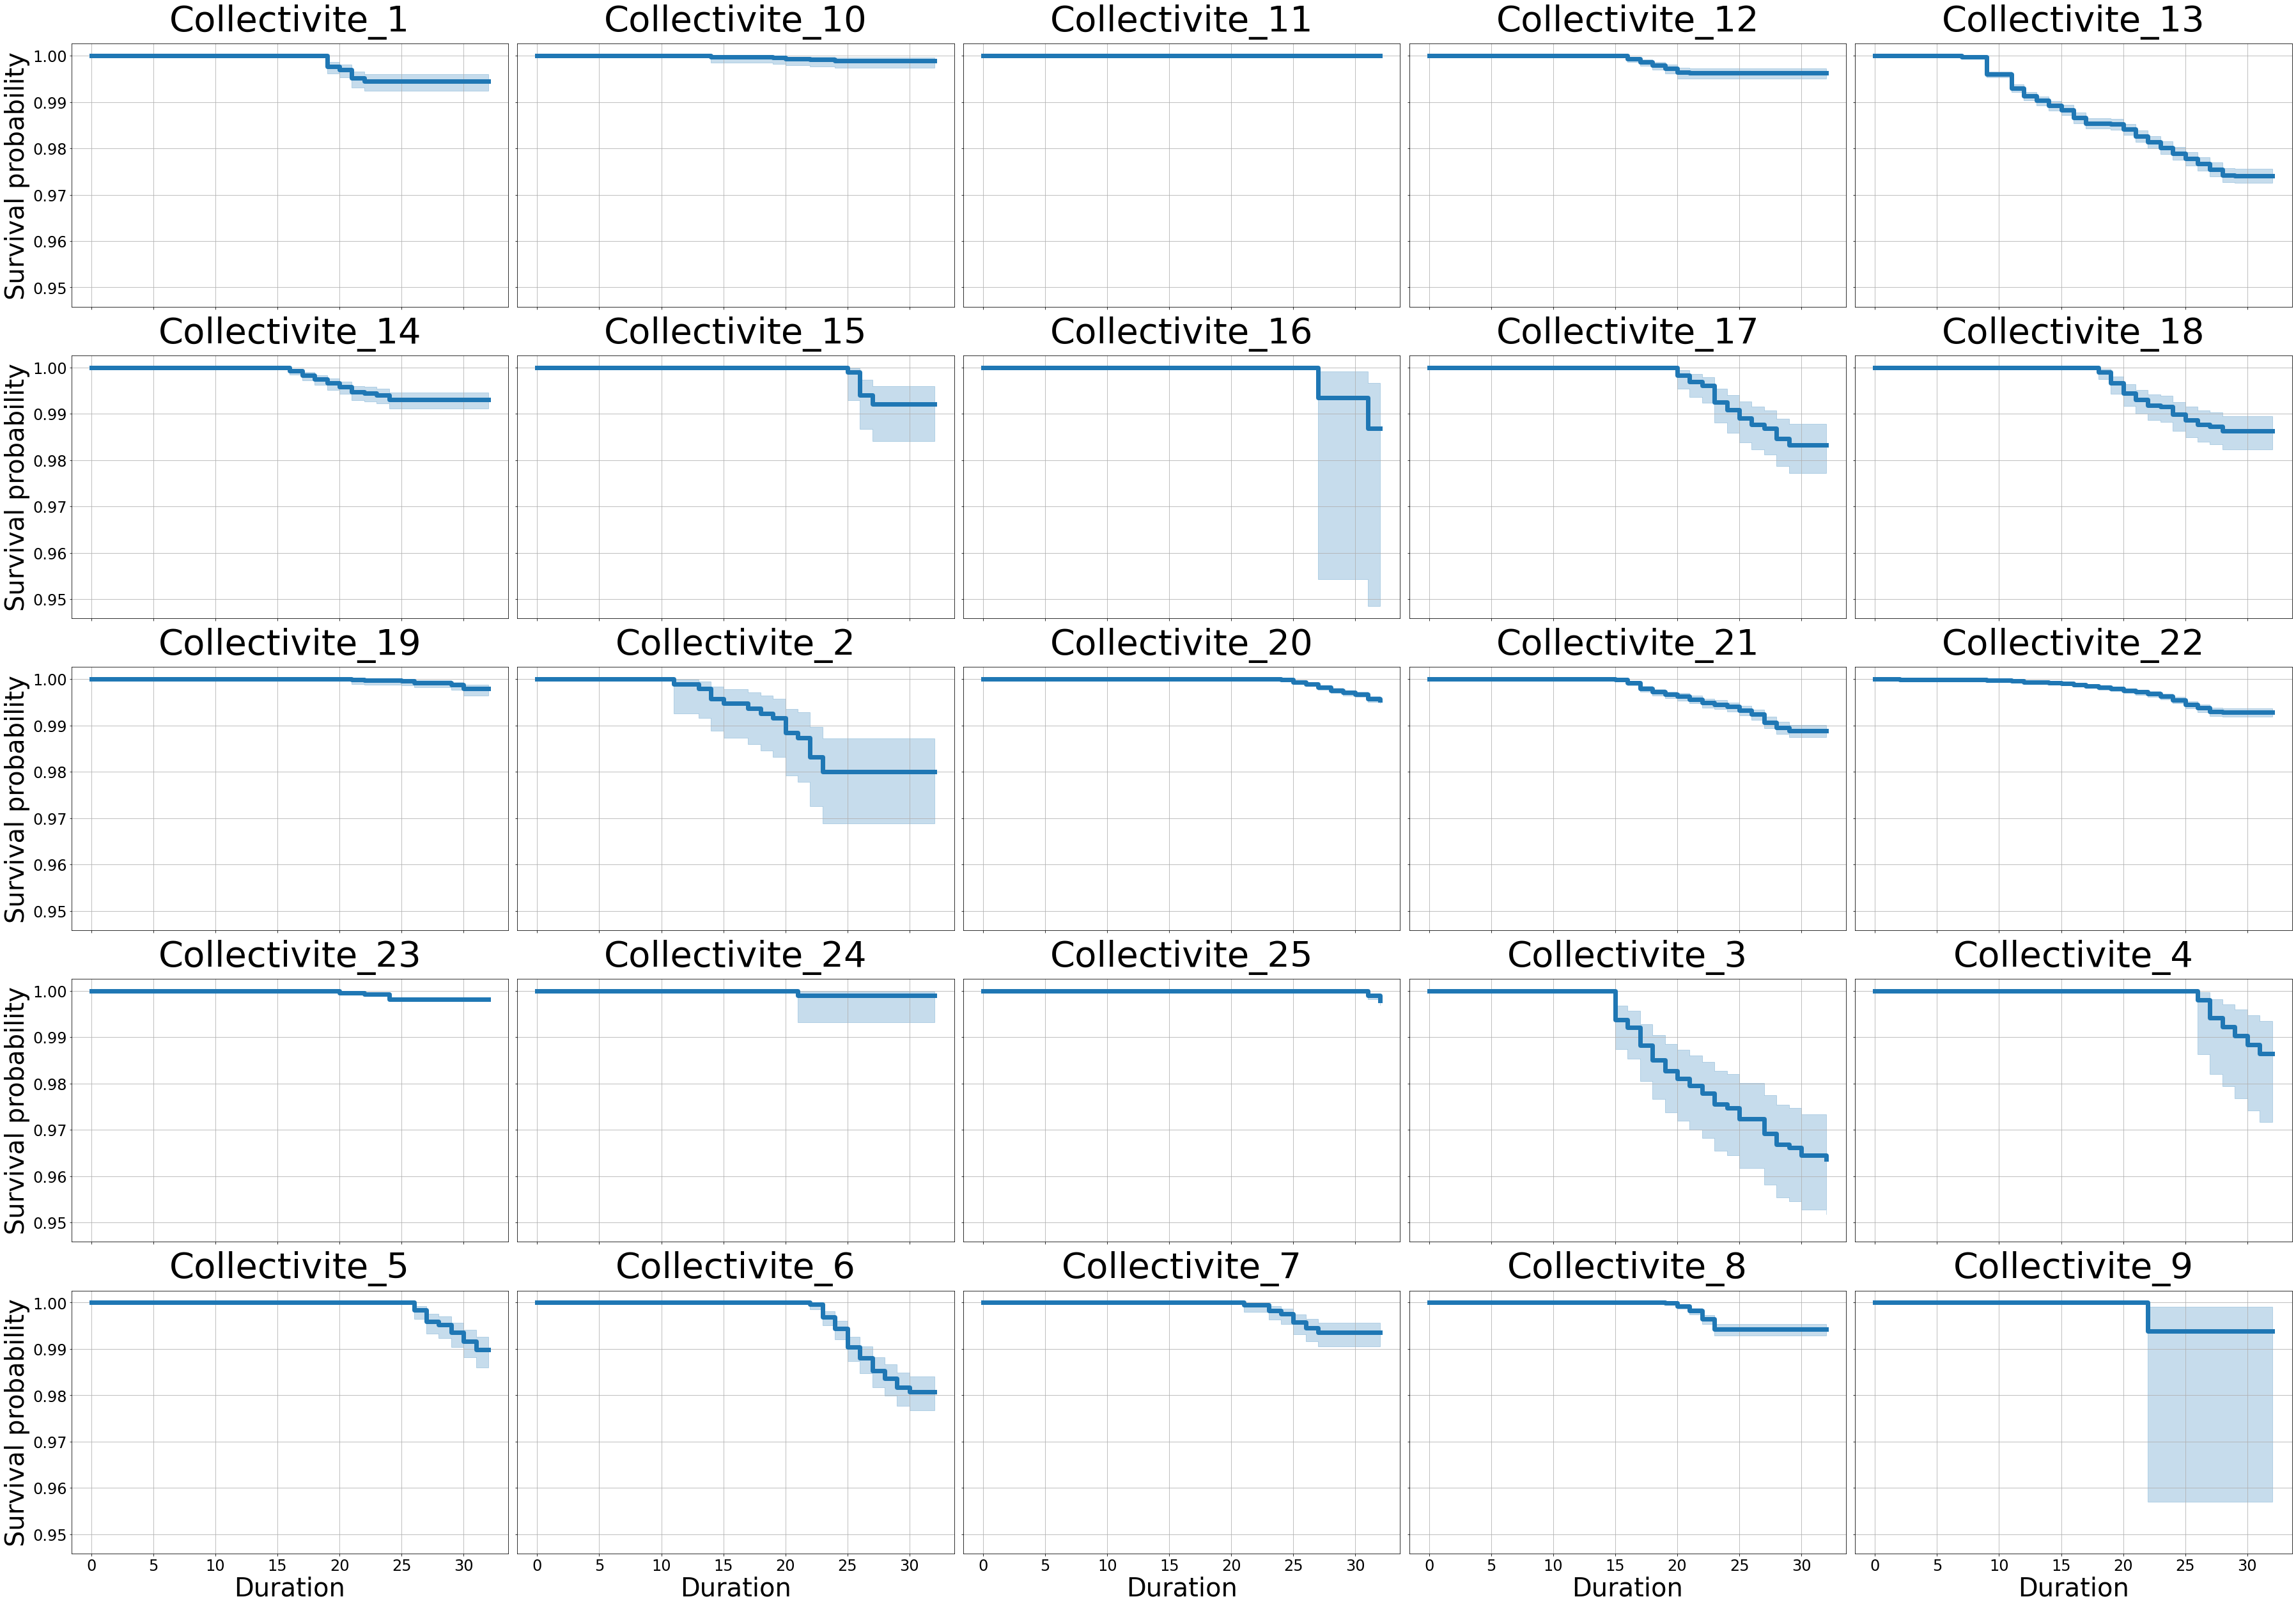 Collectivite_1 Collectivite_10 Collectivite_11 Collectivite_12 Collectivite_13
Survival probability
1.00
0.99
0.98
0.97
0.96
0.95
Collectivite_14 Collectivite_15 Collectivite_16 Collectivite_17 Collectivite_18
Survival probability
1.00
0.99
0.98
0.97
0.96
0.95
Collectivite_19 Collectivite_2 Collectivite_20 Collectivite_21 Collectivite_22
Survival probability
1.00
0.99
0.98
0.97
0.96
0.95
Collectivite_23 Collectivite_24 Collectivite_25 Collectivite_3 Collectivite_4
Survival probability
1.00
0.99
0.98
0.97
0.96
0.95
Collectivite_5 Collectivite_6 Collectivite_7 Collectivite_8 Collectivite_9
Survival probability
1.00
0.99
0.98
0.97
0.96
0.95
0 5 10 15 20 25 30 0 5 10 15 20 25 30 0 5 10 15 20 25 30 0 5 10 15 20 25 30 0 5 10 15 20 25 30
Duration Duration Duration Duration Duration